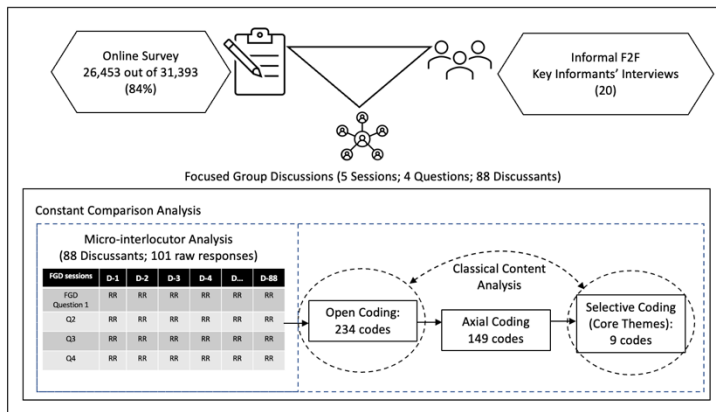 Online Survey
26,453 out of 31,393
(84%)
Informal F2F
Key Informants' Interviews
(20)
Focused Group Discussions (5 Sessions; 4 Questions; 88 Discussants)
Constant Comparison Analysis
Micro-interlocutor Analysis
(88 Discussants; 101 raw responses)
FGD sessions D-1 D-2 D-3 D-4 D... D-88
FGD
Question 1 RR RR RR RR RR RR
Q2 RR RR RR RR RR RR
Q3 RR RR RR RR RR RR
Q4 RR RR RR RR RR RR
Classical Content
Analysis
Open Coding:
234 codes
Axial Coding
149 codes
Selective Coding
(Core Themes):
9 codes